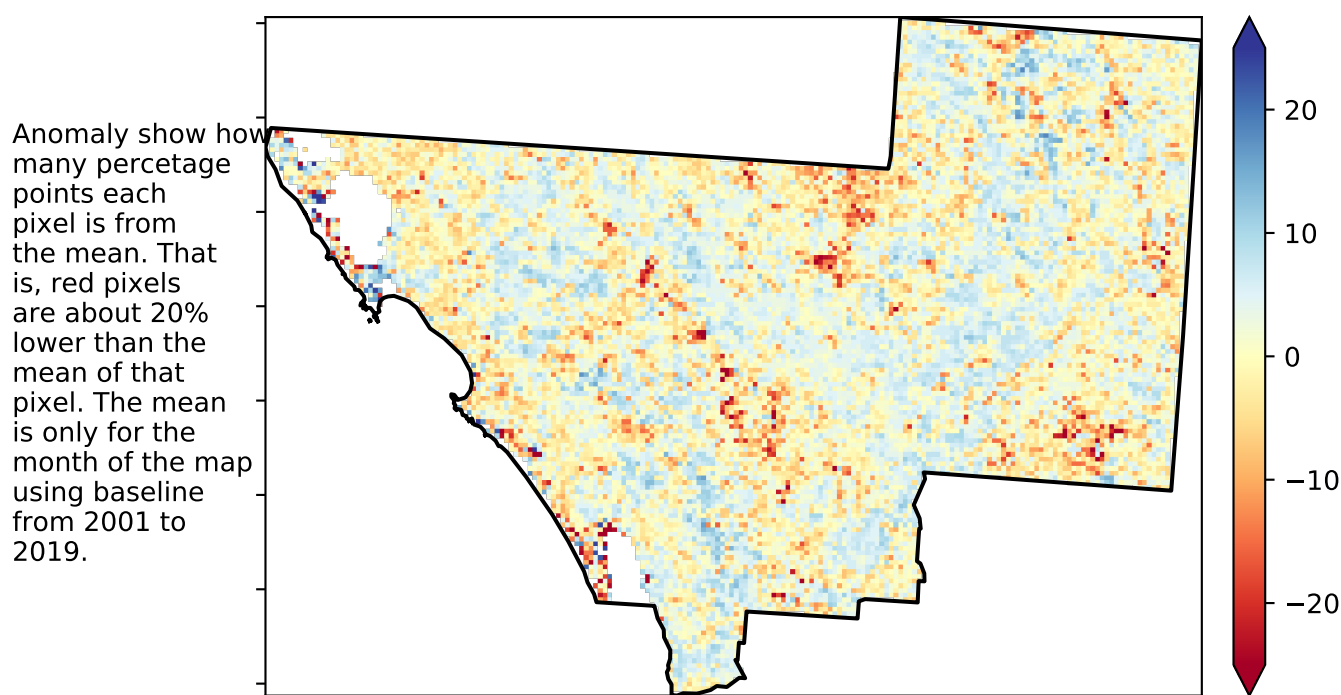 Anomaly show how
many percetage
points each
pixel is from
the mean. That
is, red pixels
are about 20%
lower than the
mean of that
pixel. The mean
is only for the
month of the map
using baseline
from 2001 to
2019.
20
10
0
−10
−20